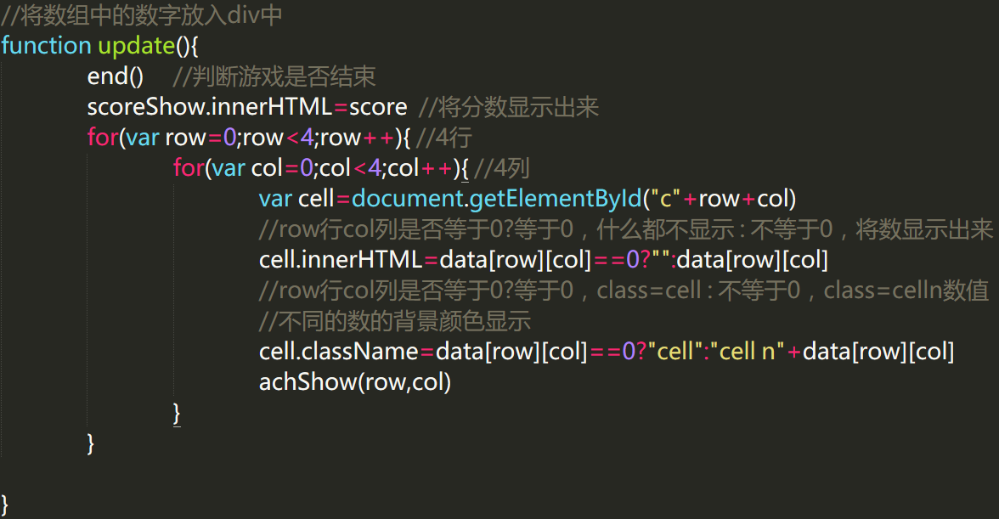 //将数组中的数字放入div中
function update(){
end() //判断游戏是否结束
scoreShow.innerHTML=score //将分数显示出来
for(var row=0;row<4;row++){ //4行
for(var col=0;col<4;col++){ //4列
var cell=document.getElementById("c"+row+col)
//row行col列是否等于0?等于0，什么都不显示 : 不等于0，将数显示出来
cell.innerHTML=data[row][col]==0?"":data[row][col]
//row行col列是否等于0?等于0，class=cell : 不等于0，class=celln数值
//不同的数的背景颜色显示
cell.className=data[row][col]==0?"cell":"cell n"+data[row][col]
achShow(row,col)
}
}
}